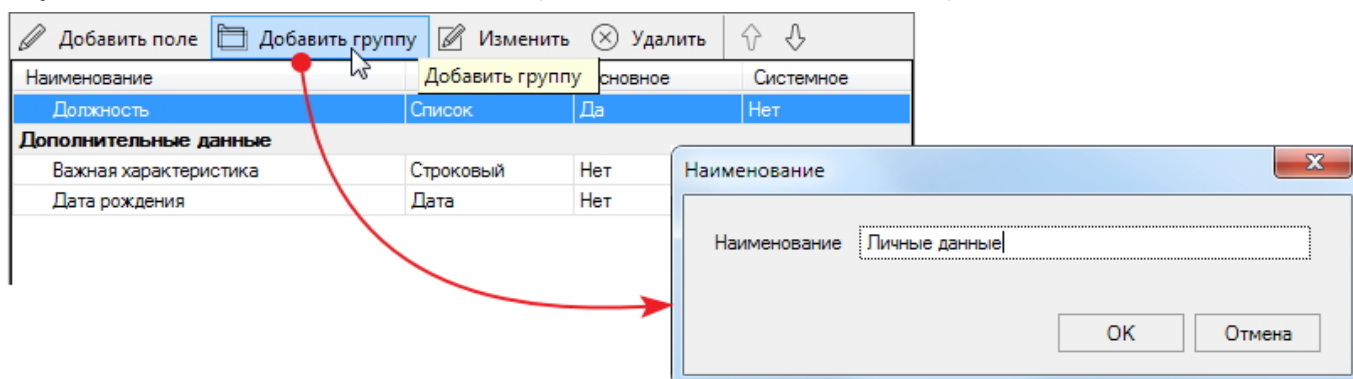 Добавить поле Добавить группу Изменить Удалить
Наименование Добавить группу сновное Системное
Должность Список Да Нет
Дополнительные данные
Важная характеристика Строковый Нет
Дата рождения Дата Нет
Наименование
Наименование Личные данные
ОК Отмена